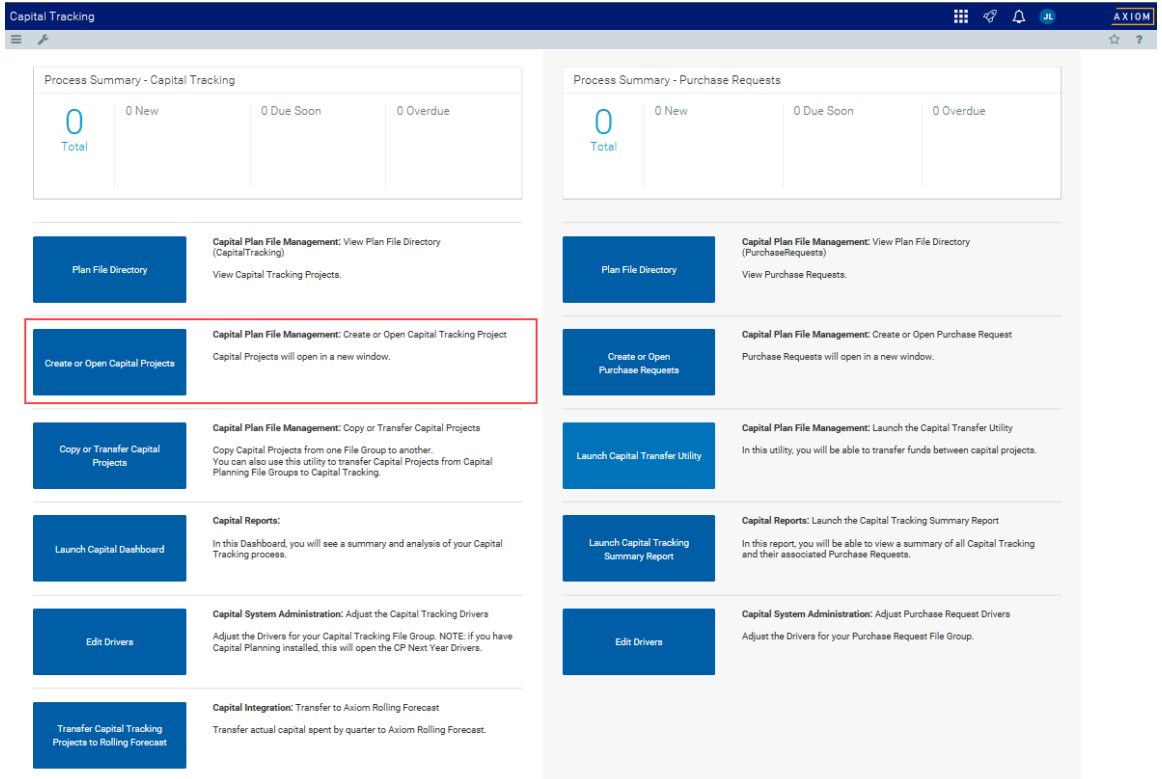 Capital Tracking
JL
AXIOM
?
Process Summary - Capital Tracking
0
Total
0 New
0 Due Soon
0 Overdue
Plan File Directory
Capital Plan File Management: View Plan File Directory
(CapitalTracking)
View Capital Tracking Projects.
Create or Open Capital Projects
Capital Plan File Management: Create or Open Capital Tracking Project
Capital Projects will open in a new window.
Copy or Transfer Capital
Projects
Capital Plan File Management: Copy or Transfer Capital Projects
Copy Capital Projects from one File Group to another.
You can also use this utility to transfer Capital Projects from Capital
Planning File Groups to Capital Tracking.
Launch Capital Dashboard
Capital Reports:
In this Dashboard, you will see a summary and analysis of your Capital
Tracking process.
Edit Drivers
Capital System Administration: Adjust the Capital Tracking Drivers
Adjust the Drivers for your Capital Tracking File Group. NOTE: if you have
Capital Planning installed, this will open the CP Next Year Drivers.
Transfer Capital Tracking
Projects to Rolling Forecast
Capital Integration: Transfer to Axiom Rolling Forecast
Transfer actual capital spent by quarter to Axiom Rolling Forecast.
Process Summary - Purchase Requests
0
Total
0 New
0 Due Soon
0 Overdue
Plan File Directory
Capital Plan File Management: View Plan File Directory
(PurchaseRequests)
View Purchase Requests.
Create or Open
Purchase Requests
Capital Plan File Management: Create or Open Purchase Request
Purchase Requests will open in a new window.
Launch Capital Transfer Utility
Capital Plan File Management: Launch the Capital Transfer Utility
In this utility, you will be able to transfer funds between capital projects.
Launch Capital Tracking
Summary Report
Capital Reports: Launch the Capital Tracking Summary Report
In this report, you will be able to view a summary of all Capital Tracking
and their associated Purchase Requests.
Edit Drivers
Capital System Administration: Adjust Purchase Request Drivers
Adjust the Drivers for your Purchase Request File Group.